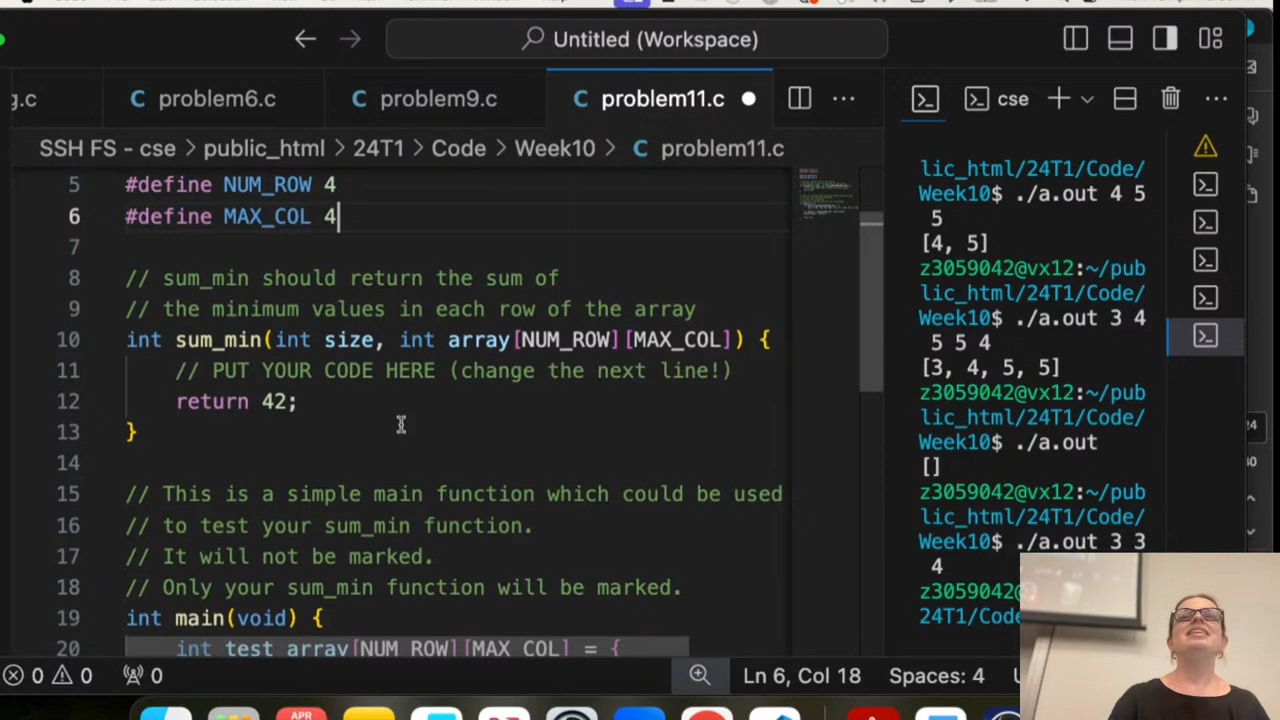 Untitled (Workspace)
g.c
problem6.c
problem9.c
problem11.c
cse
SSH FS - cse > public_html > 24T1 > Code > Week10 > C problem11.c
5 #define NUM_ROW 4
6 #define MAX_COL 4
7
8 // sum_min should return the sum of
9 // the minimum values in each row of the array
10 int sum_min(int size, int array[NUM_ROW][MAX_COL]) {
11 // PUT YOUR CODE HERE (change the next line!)
12 return 42;
13 }
14
15 // This is a simple main function which could be used
16 // to test your sum_min function.
17 // It will not be marked.
18 // Only your sum_min function will be marked.
19 int main(void) {
20 int test_array[NUM_ROW][MAX_COL] = {
lic_html/24T1/Code/
Week10$ ./a.out 4 5
5
[4, 5]
z3059042@vx12:~/pub
lic_html/24T1/Code/
Week10$ ./a.out 3 4
5 5 4
[3, 4, 5, 5]
z3059042@vx12:~/pub
lic_html/24T1/Code/
Week10$ ./a.out
[]
z3059042@vx12:~/pub
lic_html/24T1/Code/
Week10$ ./a.out 3 3
4
z3059042
24T1/Cod
0 0 0
Ln 6, Col 18
Spaces: 4
APR